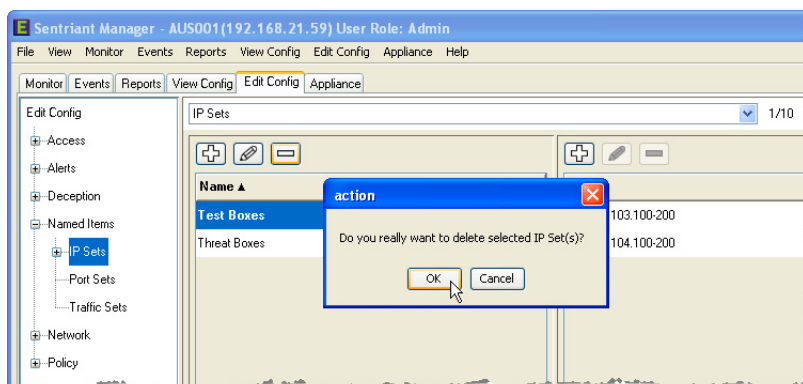 Sentriant Manager - AUS001(192.168.21.59) User Role: Admin
File View Monitor Events Reports View Config Edit Config Appliance Help
Monitor Events Reports View Config Edit Config Appliance
Edit Config
IP Sets
1/10
Access
Alerts
Deception
Named Items
IP Sets
Port Sets
Traffic Sets
Network
Policy
Name
Test Boxes
Threat Boxes
103.100-200
104.100-200
action
Do you really want to delete selected IP Set(s)?
OK Cancel